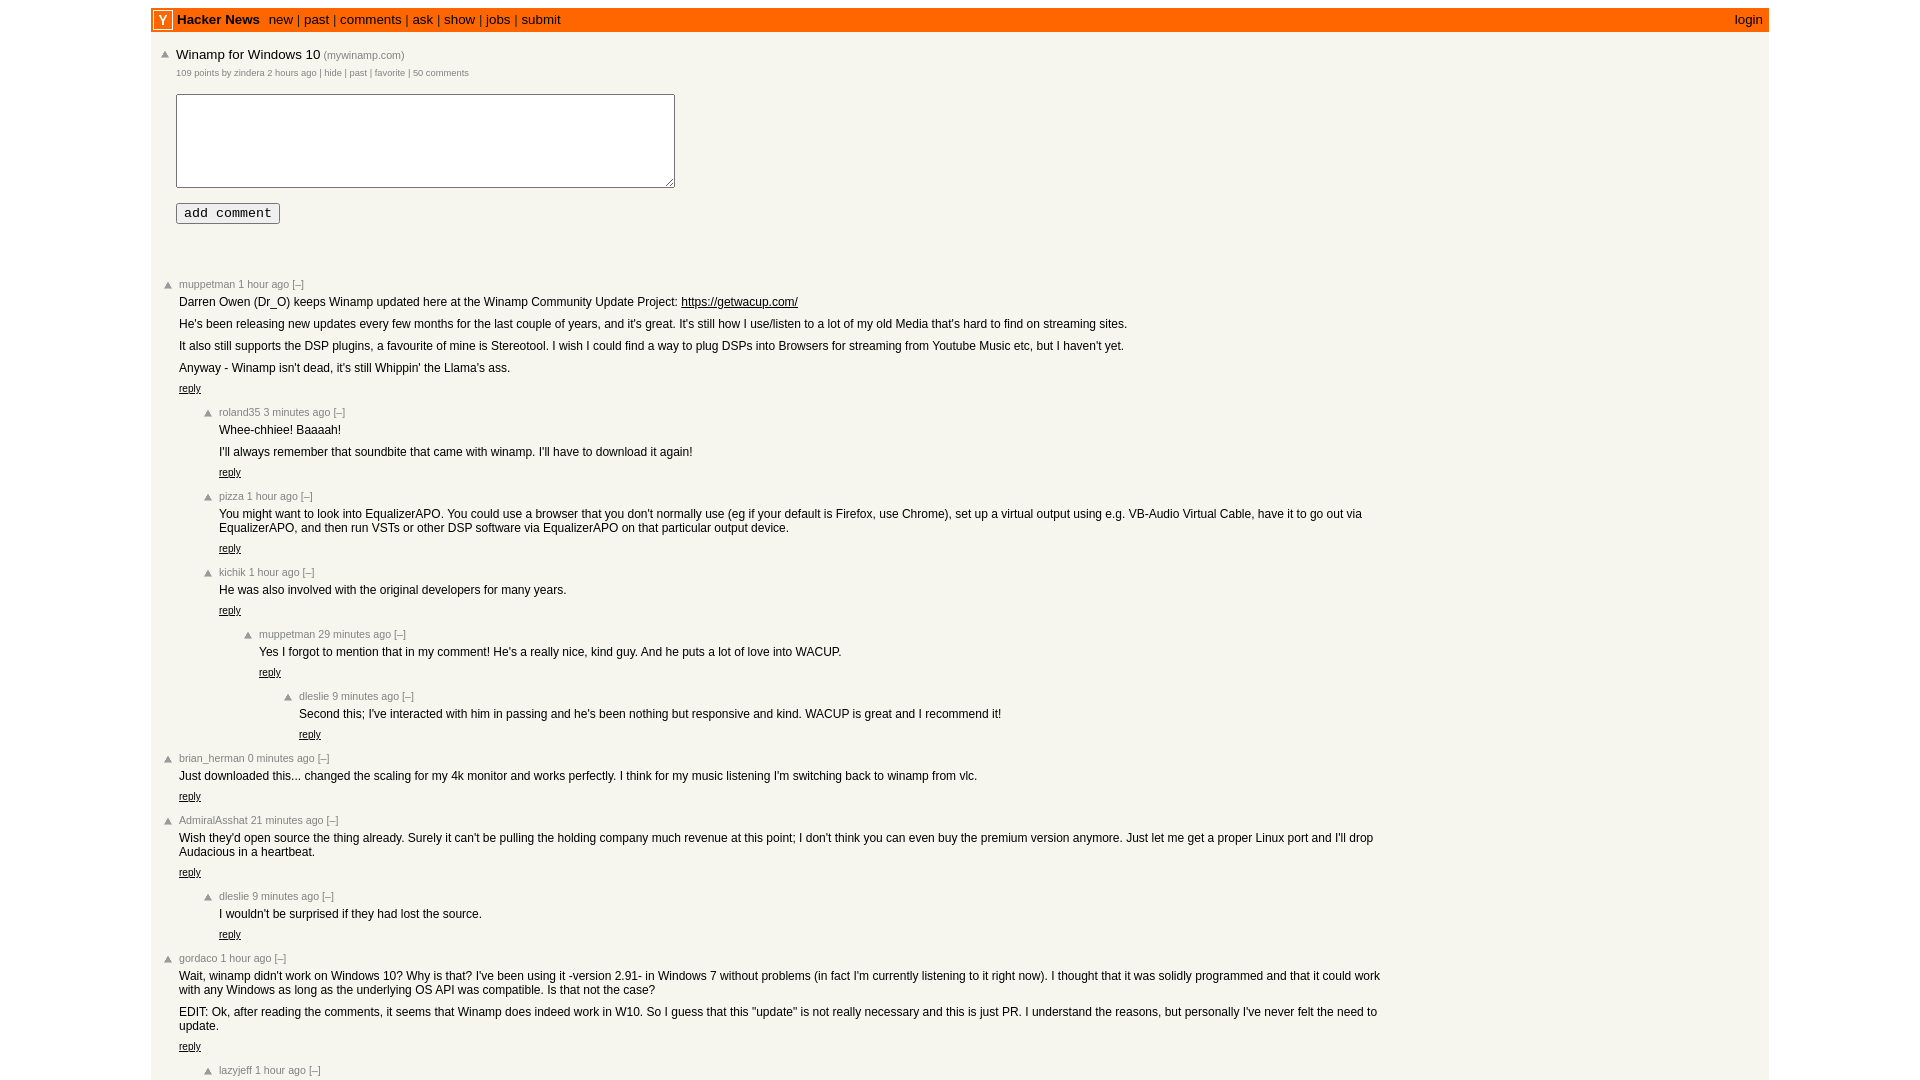 Y Hacker News new | past | comments | ask | show | jobs | submit login
Winamp for Windows 10 (mywinamp.com)
109 points by zindera 2 hours ago | hide | past | favorite | 50 comments
add comment
muppetman 1 hour ago [–]
Darren Owen (Dr_O) keeps Winamp updated here at the Winamp Community Update Project: https://getwacup.com/
He's been releasing new updates every few months for the last couple of years, and it's great. It's still how I use/listen to a lot of my old Media that's hard to find on streaming sites.
It also still supports the DSP plugins, a favourite of mine is Stereotool. I wish I could find a way to plug DSPs into Browsers for streaming from Youtube Music etc, but I haven't yet.
Anyway - Winamp isn't dead, it's still Whippin' the Llama's ass.
reply
roland35 3 minutes ago [–]
Whee-chhiee! Baaaah!
I'll always remember that soundbite that came with winamp. I'll have to download it again!
reply
pizza 1 hour ago [–]
You might want to look into EqualizerAPO. You could use a browser that you don't normally use (eg if your default is Firefox, use Chrome), set up a virtual output using e.g. VB-Audio Virtual Cable, have it to go out via
EqualizerAPO, and then run VSTs or other DSP software via EqualizerAPO on that particular output device.
reply
kichik 1 hour ago [–]
He was also involved with the original developers for many years.
reply
muppetman 29 minutes ago [–]
Yes I forgot to mention that in my comment! He's a really nice, kind guy. And he puts a lot of love into WACUP.
reply
dleslie 9 minutes ago [–]
Second this; I've interacted with him in passing and he's been nothing but responsive and kind. WACUP is great and I recommend it!
reply
brian_herman 0 minutes ago [–]
Just downloaded this... changed the scaling for my 4k monitor and works perfectly. I think for my music listening I'm switching back to winamp from vlc.
reply
AdmiralAsshat 21 minutes ago [–]
Wish they'd open source the thing already. Surely it can't be pulling the holding company much revenue at this point; I don't think you can even buy the premium version anymore. Just let me get a proper Linux port and I'll drop
Audacious in a heartbeat.
reply
dleslie 9 minutes ago [–]
I wouldn't be surprised if they had lost the source.
reply
gordaco 1 hour ago [–]
Wait, winamp didn't work on Windows 10? Why is that? I've been using it -version 2.91- in Windows 7 without problems (in fact I'm currently listening to it right now). I thought that it was solidly programmed and that it could work
with any Windows as long as the underlying OS API was compatible. Is that not the case?
EDIT: Ok, after reading the comments, it seems that Winamp does indeed work in W10. So I guess that this "update" is not really necessary and this is just PR. I understand the reasons, but personally I've never felt the need to
update.
reply
lazyjeff 1 hour ago [–]